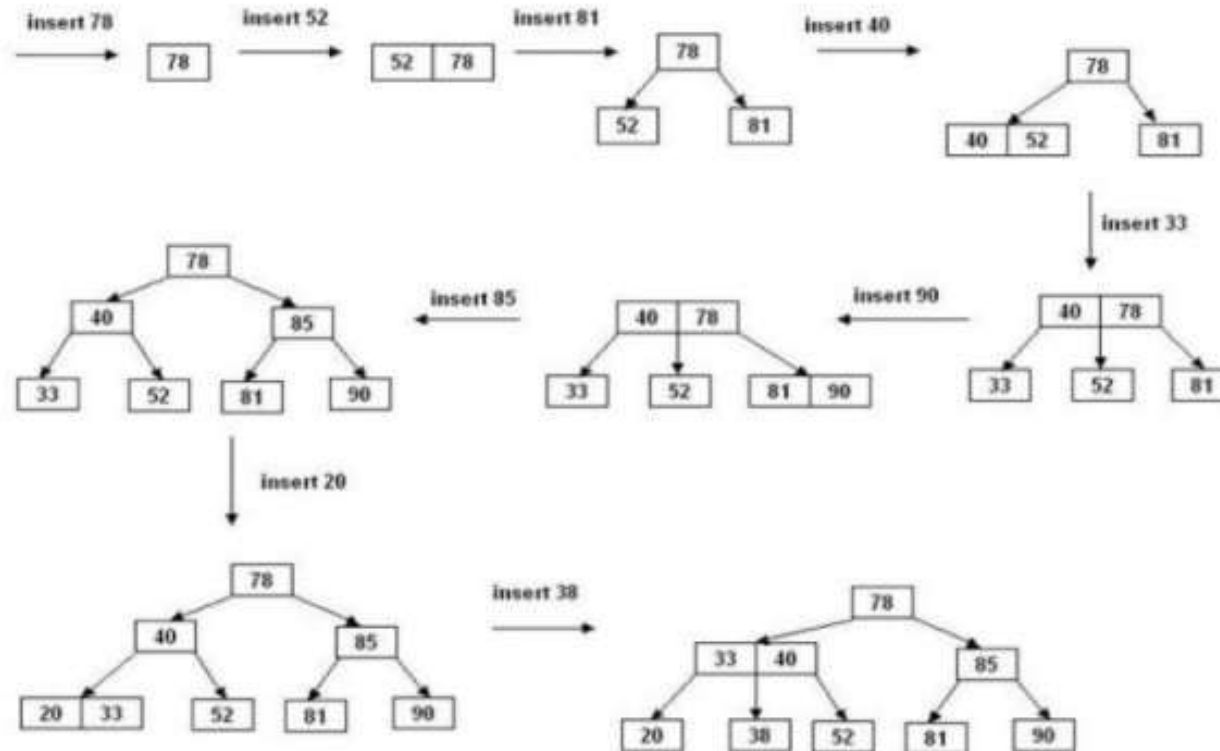 insert 78
78
insert 52
52 78
insert 81
78
52 81
insert 40
78
40 52 81
insert 33
40 78
33 52 81
insert 90
40 78
33 52 81 90
insert 85
78
40 85
33 52 81 90
insert 20
78
40 85
20 33 52 81 90
insert 38
78
33 40 85
20 38 52 81 90